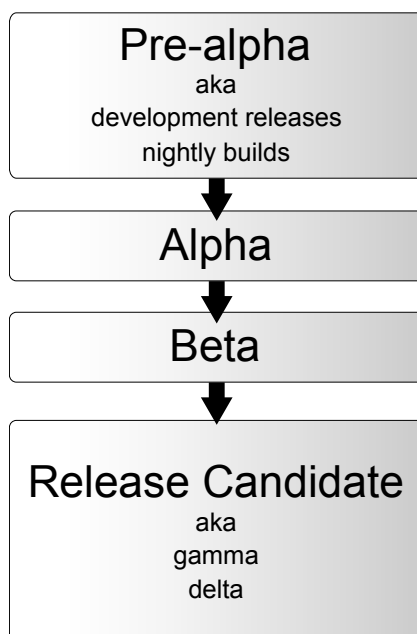 Pre-alpha
aka
development releases
nightly builds
Alpha
Beta
Release Candidate
aka
gamma
delta